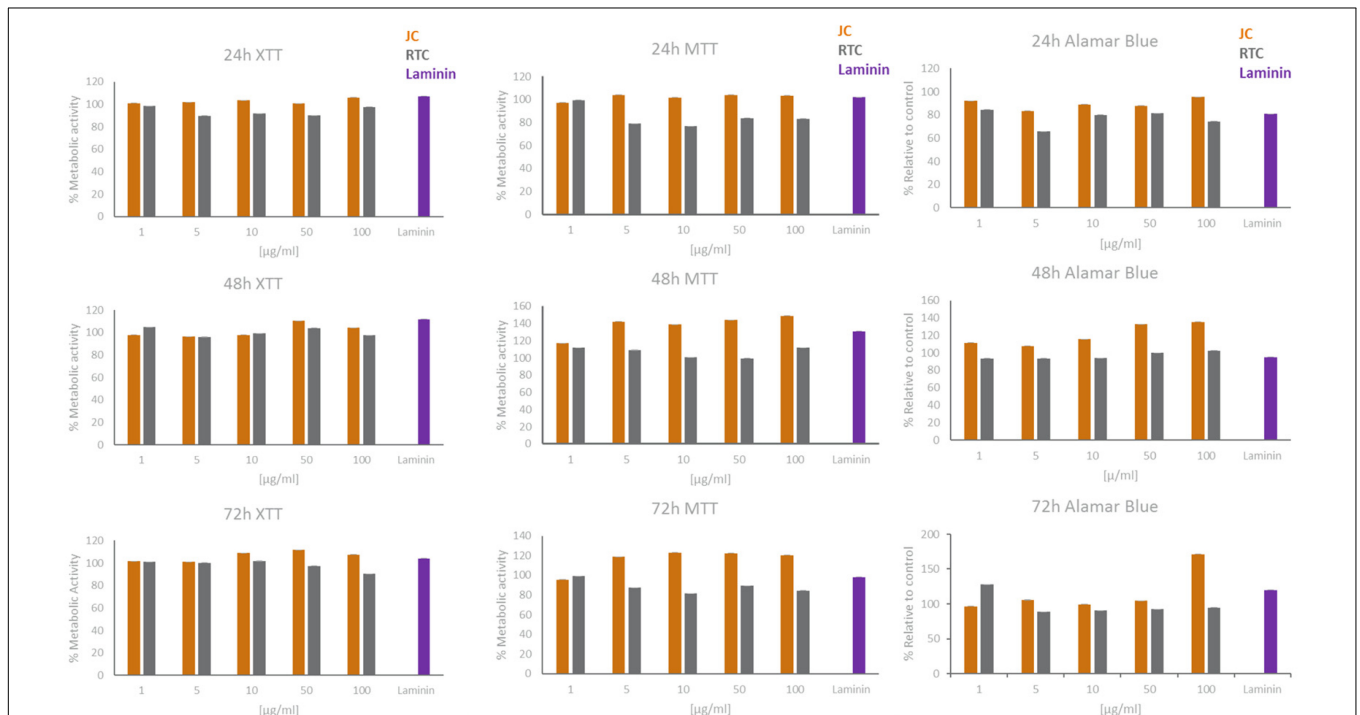 24h XTT
JC
RTC
Laminin
% Metabolic activity
120
100
80
60
40
20
0
1 5 10 50 100 Laminin
[µg/ml]
24h MTT
JC
RTC
Laminin
% Metabolic activity
120
100
80
60
40
20
0
1 5 10 50 100 Laminin
[µg/ml]
24h Alamar Blue
JC
RTC
Laminin
% Relative to control
120
100
80
60
40
20
0
1 5 10 50 100 Laminin
[µg/ml]
48h XTT
% Metabolic activity
120
100
80
60
40
20
0
1 5 10 50 100 Laminin
[µg/ml]
48h MTT
% Metabolic activity
160
140
120
100
80
60
40
20
0
1 5 10 50 100 Laminin
[µg/ml]
48h Alamar Blue
% Relative to control
160
140
120
100
80
60
40
20
0
1 5 10 50 100 Laminin
[µ/ml]
72h XTT
% Metabolic Activity
120
100
80
60
40
20
0
1 5 10 50 100 Laminin
[µg/ml]
72h MTT
% Metabolic activity
140
120
100
80
60
40
20
0
1 5 10 50 100 Laminin
[µg/ml]
72h Alamar Blue
% Relative to control
200
150
100
50
0
1 5 10 50 100 Laminin
[µg/ml]